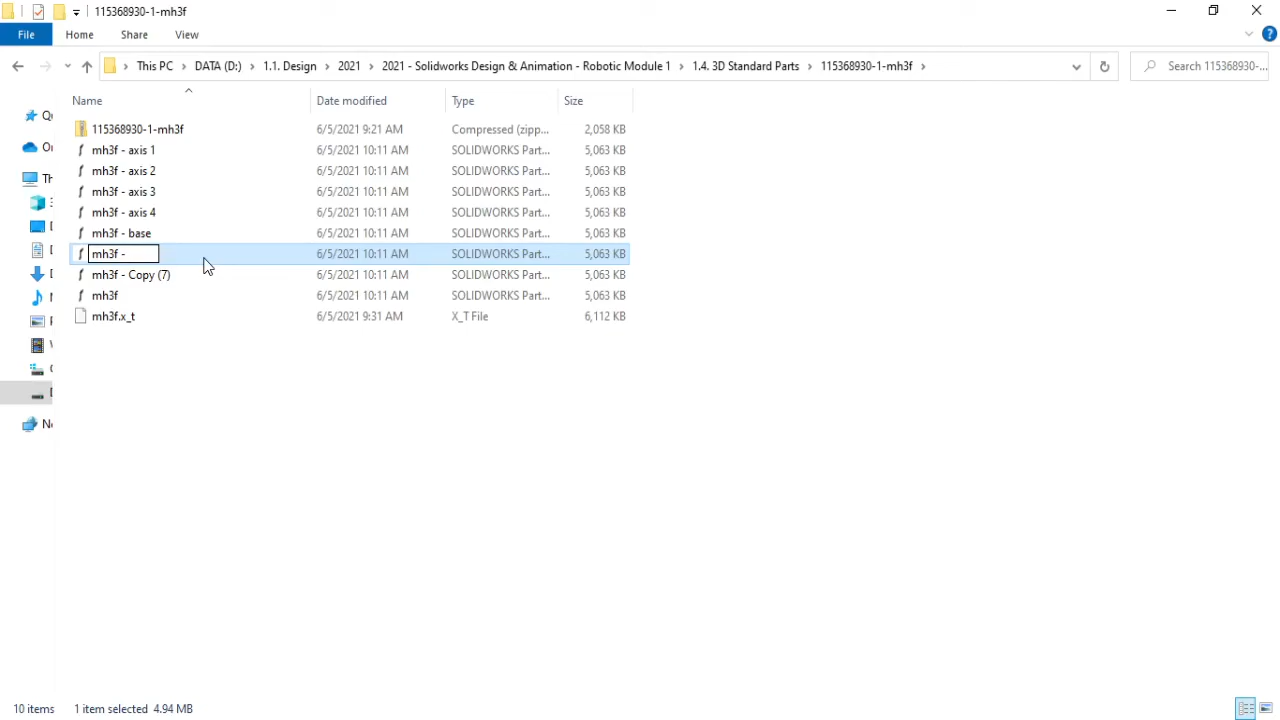 115368930-1-mh3f
File Home Share View
This PC DATA (D:) 1.1. Design 2021 2021 - Solidworks Design & Animation - Robotic Module 1 1.4. 3D Standard Parts 115368930-1-mh3f Search 115368930-...
Name Date modified Type Size
115368930-1-mh3f 6/5/2021 9:21 AM Compressed (zipp... 2,058 KB
mh3f - axis 1 6/5/2021 10:11 AM SOLIDWORKS Part... 5,063 KB
mh3f - axis 2 6/5/2021 10:11 AM SOLIDWORKS Part... 5,063 KB
mh3f - axis 3 6/5/2021 10:11 AM SOLIDWORKS Part... 5,063 KB
mh3f - axis 4 6/5/2021 10:11 AM SOLIDWORKS Part... 5,063 KB
mh3f - base 6/5/2021 10:11 AM SOLIDWORKS Part... 5,063 KB
mh3f - 6/5/2021 10:11 AM SOLIDWORKS Part... 5,063 KB
mh3f - Copy (7) 6/5/2021 10:11 AM SOLIDWORKS Part... 5,063 KB
mh3f 6/5/2021 10:11 AM SOLIDWORKS Part... 5,063 KB
mh3f.x_t 6/5/2021 9:31 AM X_T File 6,112 KB
10 items 1 item selected 4.94 MB